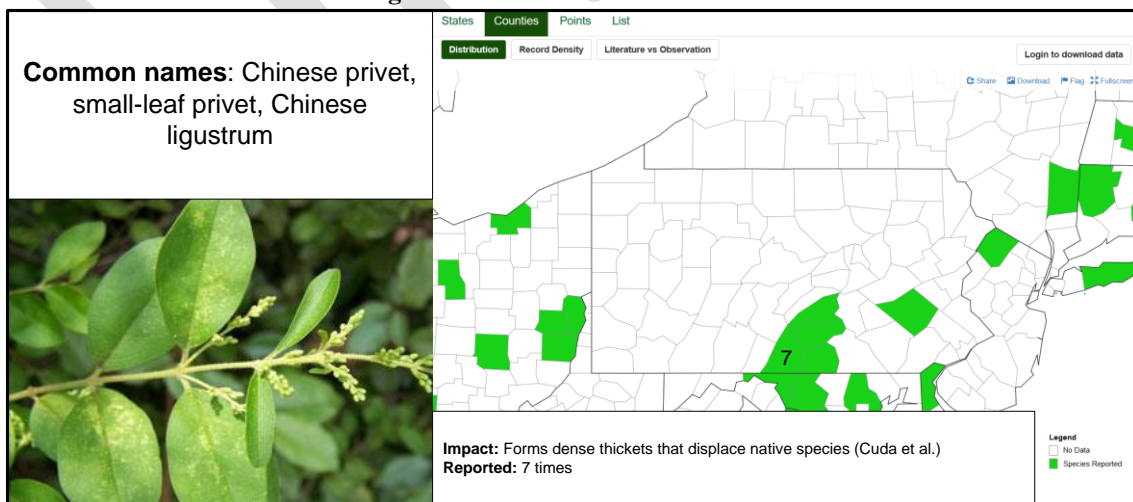 States Counties Points List
Distribution Record Density Literature vs Observation
Login to download data
Share Download Flag Fullscreen
Common names: Chinese privet,
small-leaf privet, Chinese
ligustrum
7
Impact: Forms dense thickets that displace native species (Cuda et al.)
Reported: 7 times
Legend
No Data
Species Reported